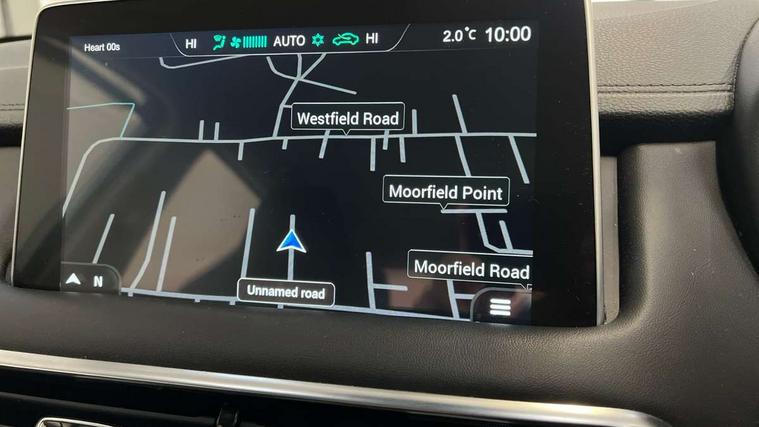 Heart 00s
HI
AUTO
HI
2.0°C
10:00
Westfield Road
Moorfield Point
Moorfield Road
Unnamed road
N